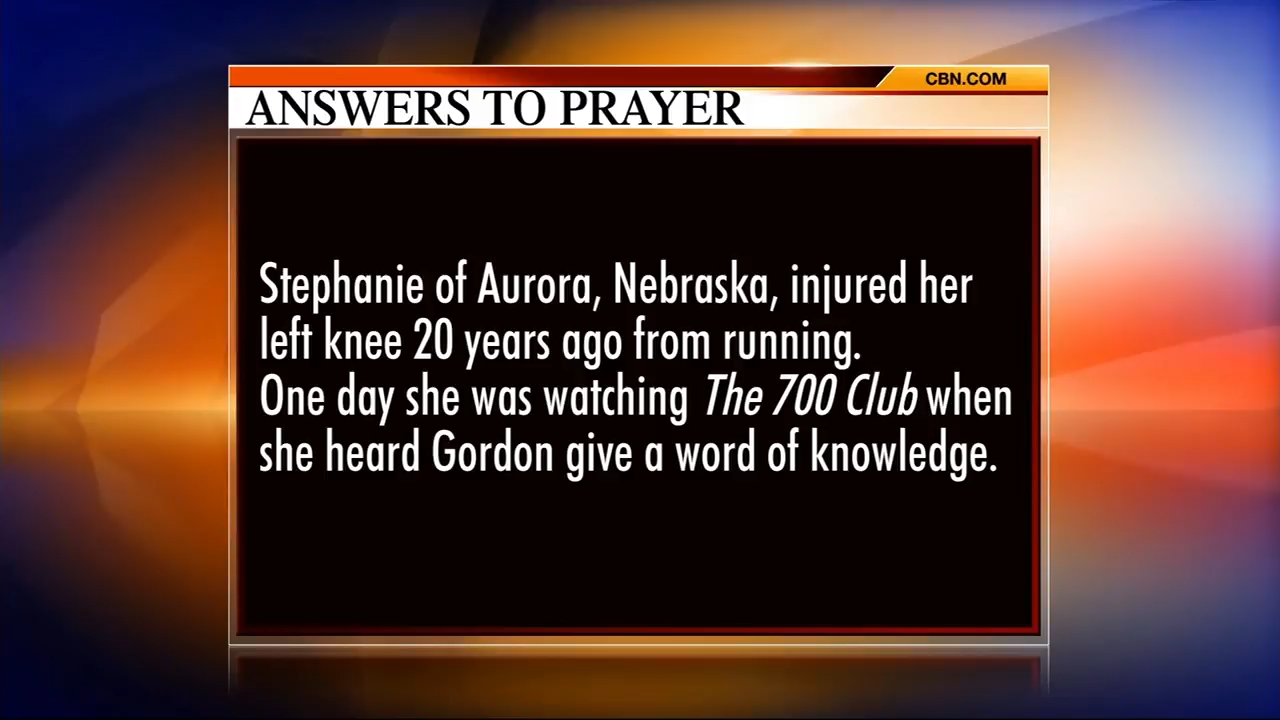 CBN.COM
ANSWERS TO PRAYER
Stephanie of Aurora, Nebraska, injured her
left knee 20 years ago from running.
One day she was watching The 700 Club when
she heard Gordon give a word of knowledge.